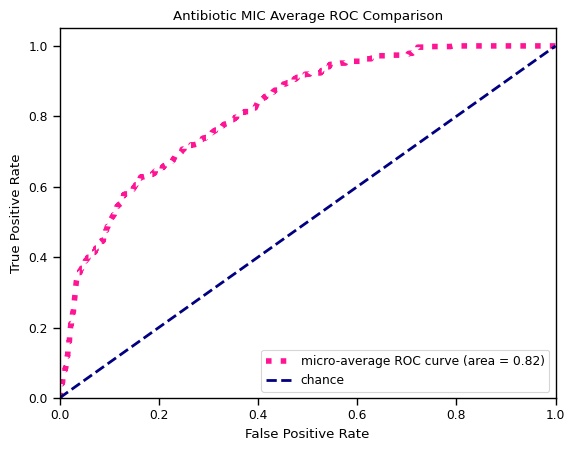 Antibiotic MIC Average ROC Comparison
1.0
0.8
0.6
0.4
0.2
0.0
True Positive Rate
micro-average ROC curve (area = 0.82)
chance
0.0 0.2 0.4 0.6 0.8 1.0
False Positive Rate